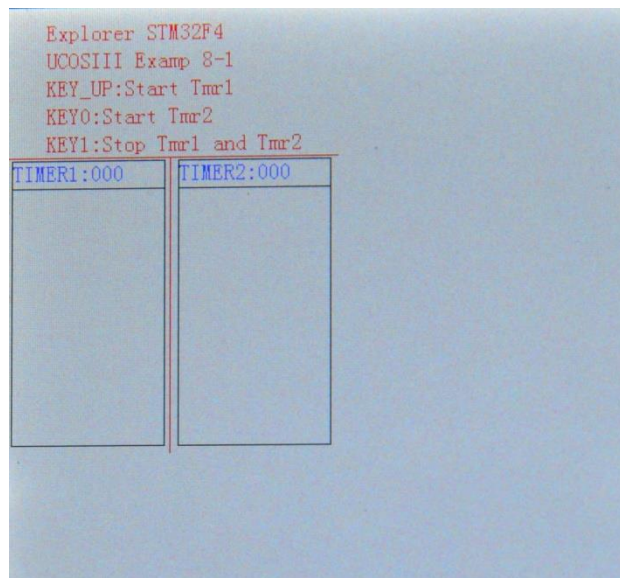 Explorer STM32F4
UCOSIII Examp 8-1
KEY_UP:Start Tmr1
KEY0:Start Tmr2
KEY1:Stop Tmr1 and Tmr2
TIMER1:000
TIMER2:000